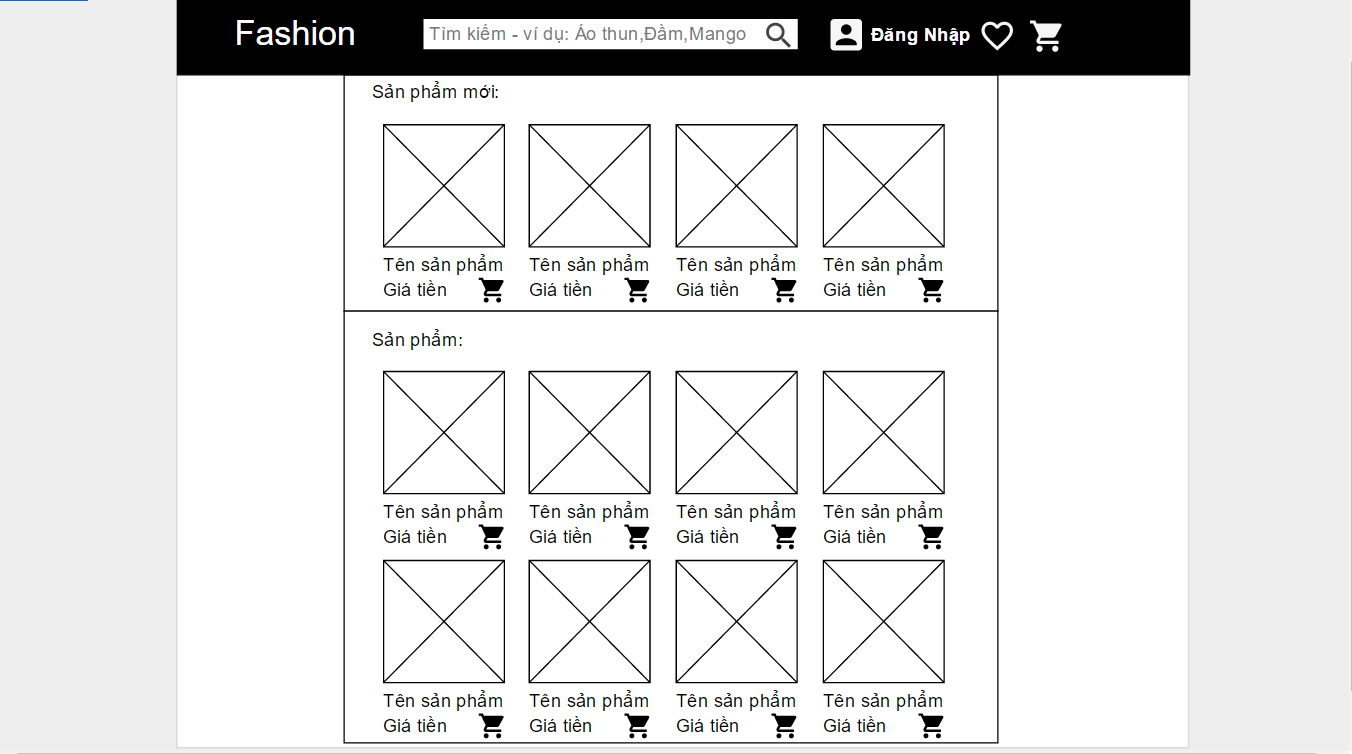 Fashion
Tìm kiếm - ví dụ: Áo thun,Đầm,Mango
Đăng Nhập
Sản phẩm mới:
Tên sản phẩm Tên sản phẩm Tên sản phẩm Tên sản phẩm
Giá tiền Giá tiền Giá tiền Giá tiền
Sản phẩm:
Tên sản phẩm Tên sản phẩm Tên sản phẩm Tên sản phẩm
Giá tiền Giá tiền Giá tiền Giá tiền
Tên sản phẩm Tên sản phẩm Tên sản phẩm Tên sản phẩm
Giá tiền Giá tiền Giá tiền Giá tiền